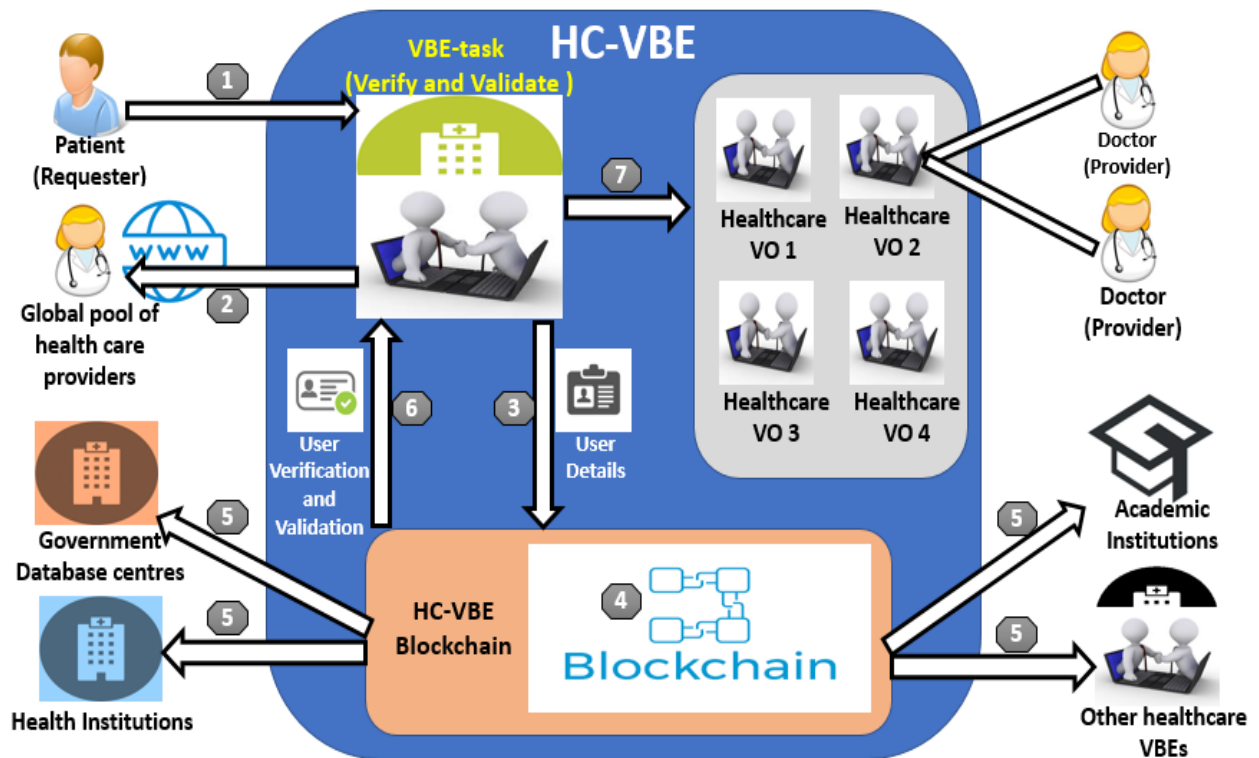 HC-VBE
VBE-task
(Verify and Validate )
1
Patient
(Requester)
www
2
Global pool of
health care
providers
7
Healthcare
VO 1
Healthcare
VO 2
Healthcare
VO 3
Healthcare
VO 4
Doctor
(Provider)
Doctor
(Provider)
User
Verification
and
Validation
6
3
User
Details
5
Government
Database centres
5
Health Institutions
HC-VBE
Blockchain
4
Blockchain
5
Academic
Institutions
5
Other healthcare
VBEs